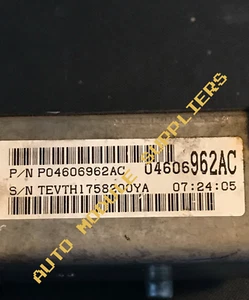 P/N P04606962AC 04606962AC
S/N TEVTH1758200YA 07:24:05
AUTO MODULE SUPPLIERS